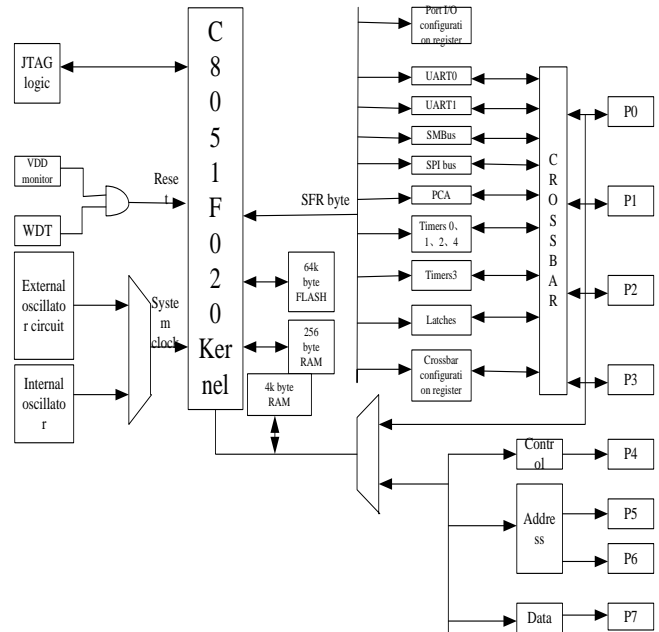 JTAG
logic
VDD
monitor
WDT
Rese
t
External
oscillato
r circuit
Internal
oscillato
r
Syste
m
clock
C
8
0
5
1
F
0
2
0
Ker
nel
SFR byte
64k
byte
FLASH
256
byte
RAM
4k byte
RAM
Port I/O
configurati
on register
UART0
UART1
SMBus
SPI bus
PCA
Timers 0、
1、2、4
Timers3
Latches
Crossbar
configurati
on register
C
R
O
S
S
B
A
R
P0
P1
P2
P3
Contr
ol
P4
Addre
ss
P5
P6
Data
P7